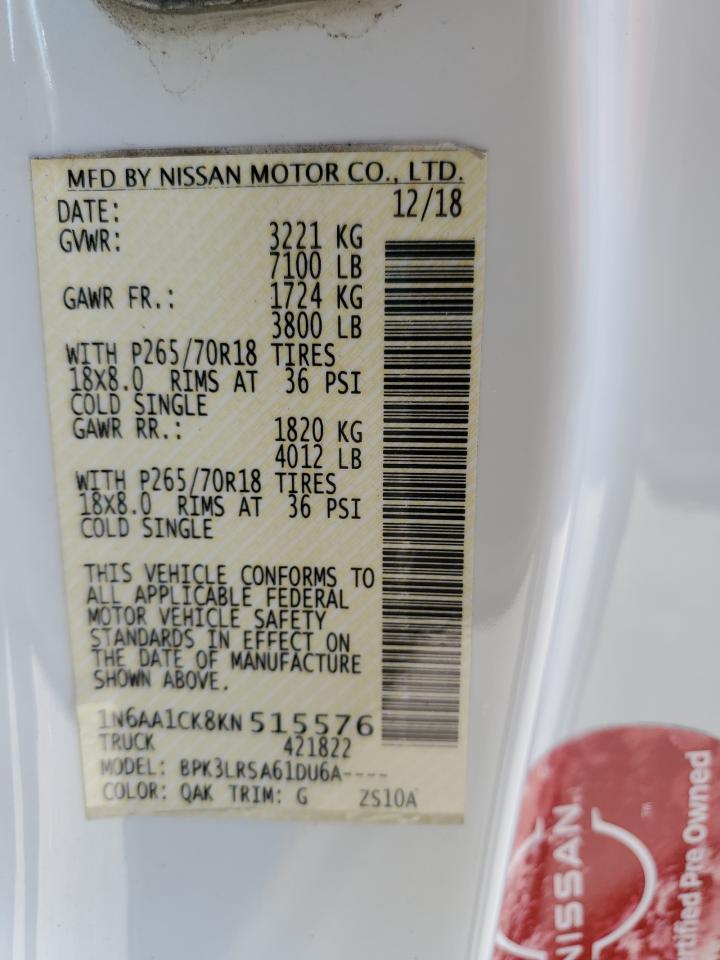 MFD BY NISSAN MOTOR CO., LTD.
DATE: 12/18
GVWR: 3221 KG
7100 LB
GAWR FR.: 1724 KG
3800 LB
WITH P265/70R18 TIRES
18X8.0 RIMS AT 36 PSI
COLD SINGLE
GAWR RR.: 1820 KG
4012 LB
WITH P265/70R18 TIRES
18X8.0 RIMS AT 36 PSI
COLD SINGLE
THIS VEHICLE CONFORMS TO
ALL APPLICABLE FEDERAL
MOTOR VEHICLE SAFETY
STANDARDS IN EFFECT ON
THE DATE OF MANUFACTURE
SHOWN ABOVE.
1N6AA1CK8KN515576
TRUCK 421822
MODEL: BPK3LRSA61DU6A----
COLOR: QAK TRIM: G ZS10A
NISSAN
Pre Owned